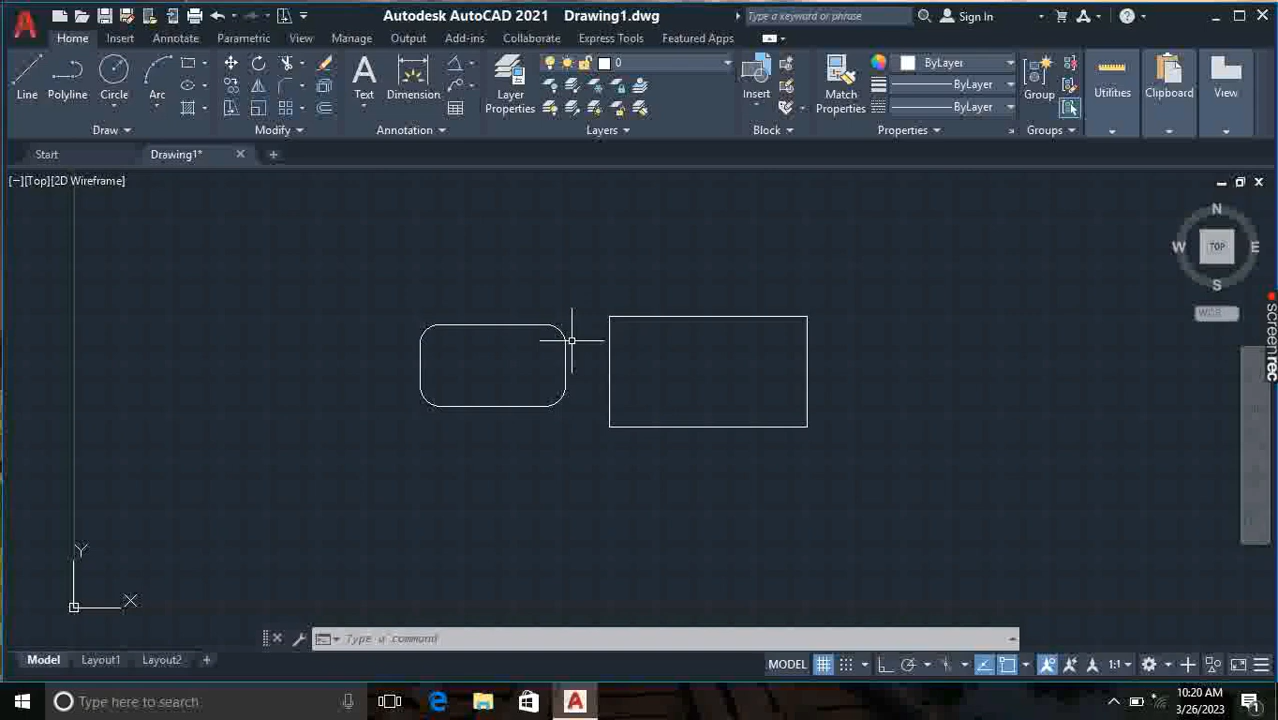 Autodesk AutoCAD 2021 Drawing1.dwg
Type a keyword or phrase
Sign In
Home Insert Annotate Parametric View Manage Output Add-ins Collaborate Express Tools Featured Apps
0
ByLayer
ByLayer
ByLayer
Line Polyline Circle Arc Text Dimension Layer Properties Insert Match Properties Group Utilities Clipboard View
Draw Modify Annotation Layers Block Properties Groups
Start Drawing1*
[−][Top][2D Wireframe]
N
W TOP E
S
screenrec
Y
X
Type a command
Model Layout1 Layout2
MODEL 1:1
Type here to search
10:20 AM
3/26/2023